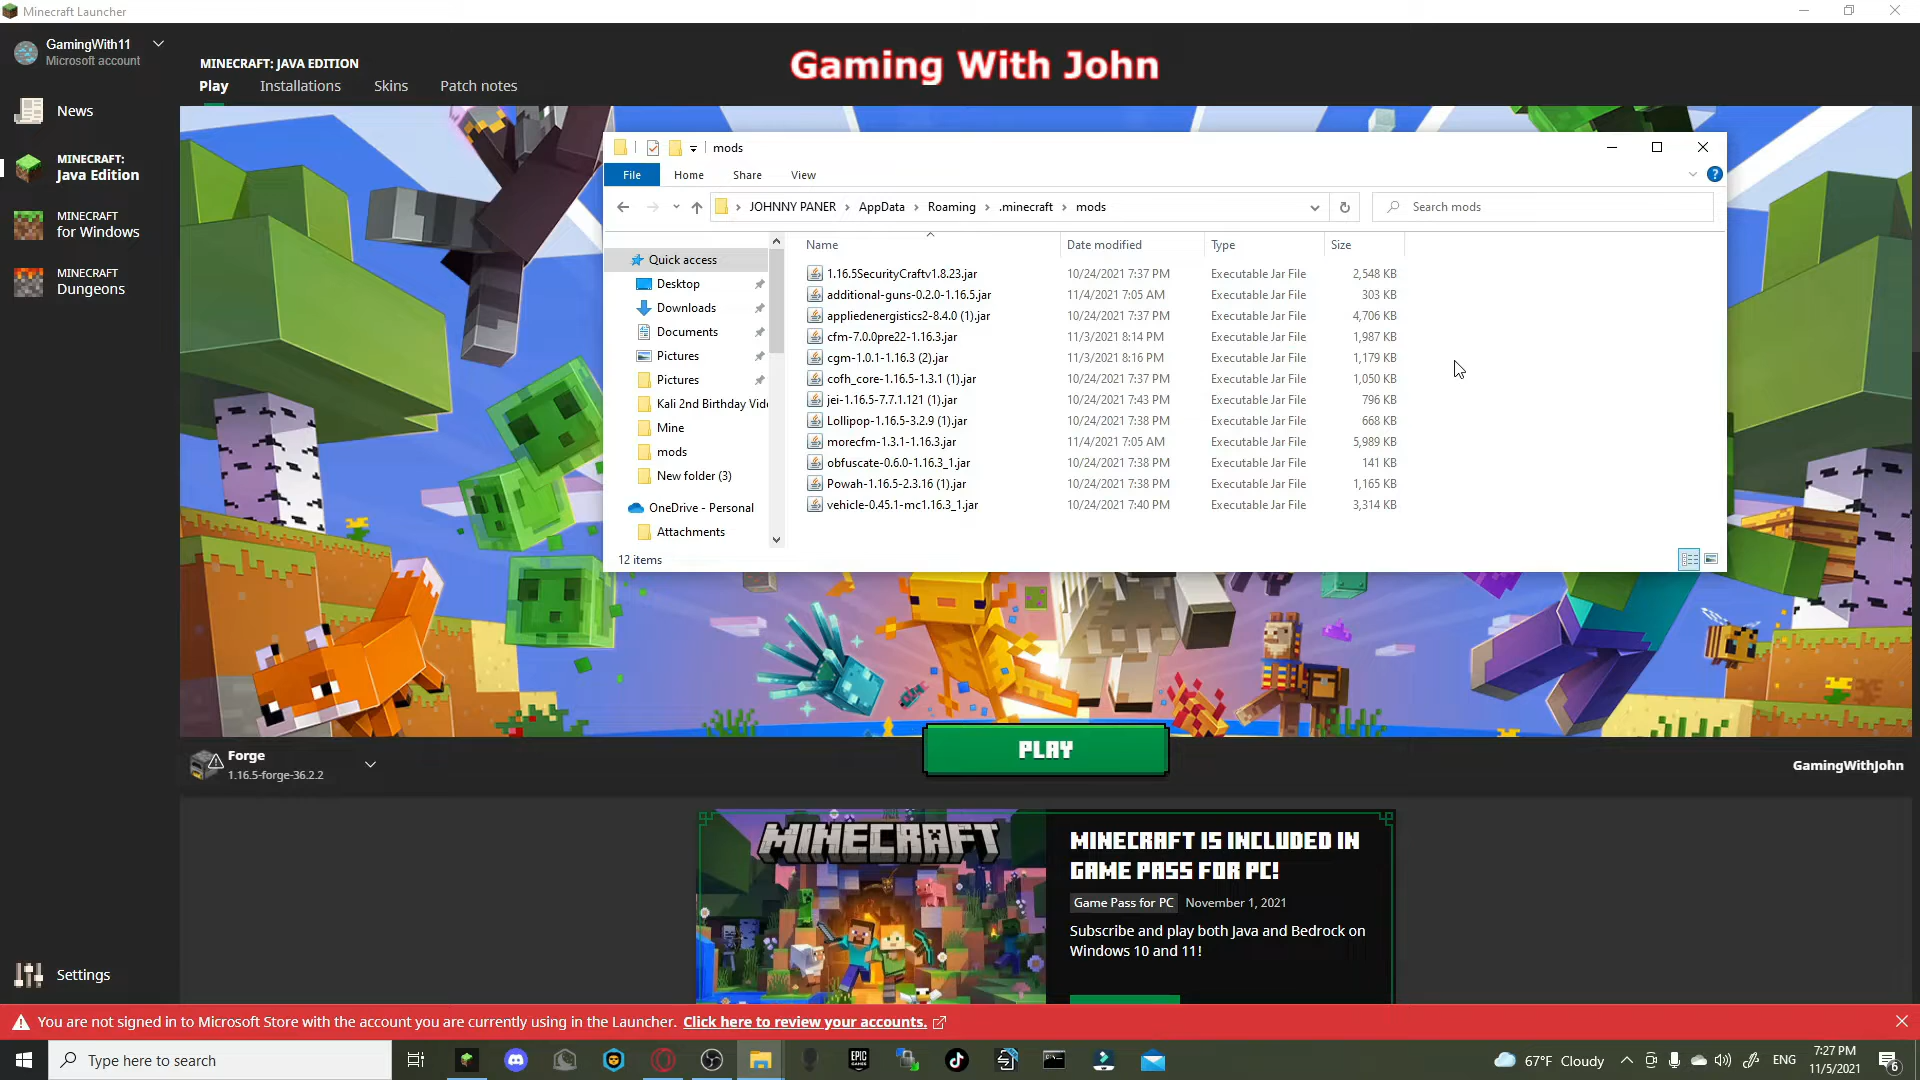 Minecraft Launcher
GamingWith11
Microsoft account
News
MINECRAFT:
Java Edition
MINECRAFT
for Windows
MINECRAFT
Dungeons
Settings
MINECRAFT: JAVA EDITION
Play Installations Skins Patch notes
Gaming With John
mods
File Home Share View
JOHNNY PANER AppData Roaming .minecraft mods
Search mods
Quick access
Desktop
Downloads
Documents
Pictures
Pictures
Kali 2nd Birthday Vide
Mine
mods
New folder (3)
OneDrive - Personal
Attachments
Name Date modified Type Size
1.16.5SecurityCraftv1.8.23.jar 10/24/2021 7:37 PM Executable Jar File 2,548 KB
additional-guns-0.2.0-1.16.5.jar 11/4/2021 7:05 AM Executable Jar File 303 KB
appliedenergistics2-8.4.0 (1).jar 10/24/2021 7:37 PM Executable Jar File 4,706 KB
cfm-7.0.0pre22-1.16.3.jar 11/3/2021 8:14 PM Executable Jar File 1,987 KB
cgm-1.0.1-1.16.3 (2).jar 11/3/2021 8:16 PM Executable Jar File 1,179 KB
cofh_core-1.16.5-1.3.1 (1).jar 10/24/2021 7:37 PM Executable Jar File 1,050 KB
jei-1.16.5-7.7.1.121 (1).jar 10/24/2021 7:43 PM Executable Jar File 796 KB
Lollipop-1.16.5-3.2.9 (1).jar 10/24/2021 7:38 PM Executable Jar File 668 KB
morecfm-1.3.1-1.16.3.jar 11/4/2021 7:05 AM Executable Jar File 5,989 KB
obfuscate-0.6.0-1.16.3_1.jar 10/24/2021 7:38 PM Executable Jar File 141 KB
Powah-1.16.5-2.3.16 (1).jar 10/24/2021 7:38 PM Executable Jar File 1,165 KB
vehicle-0.45.1-mc1.16.3_1.jar 10/24/2021 7:40 PM Executable Jar File 3,314 KB
12 items
Forge
1.16.5-forge-36.2.2
PLAY
GamingWithJohn
MINECRAFT
MINECRAFT IS INCLUDED IN
GAME PASS FOR PC!
Game Pass for PC November 1, 2021
Subscribe and play both Java and Bedrock on
Windows 10 and 11!
You are not signed in to Microsoft Store with the account you are currently using in the Launcher. Click here to review your accounts.
Type here to search
EPIC
GAMES
67°F Cloudy
ENG
7:27 PM
11/5/2021
6